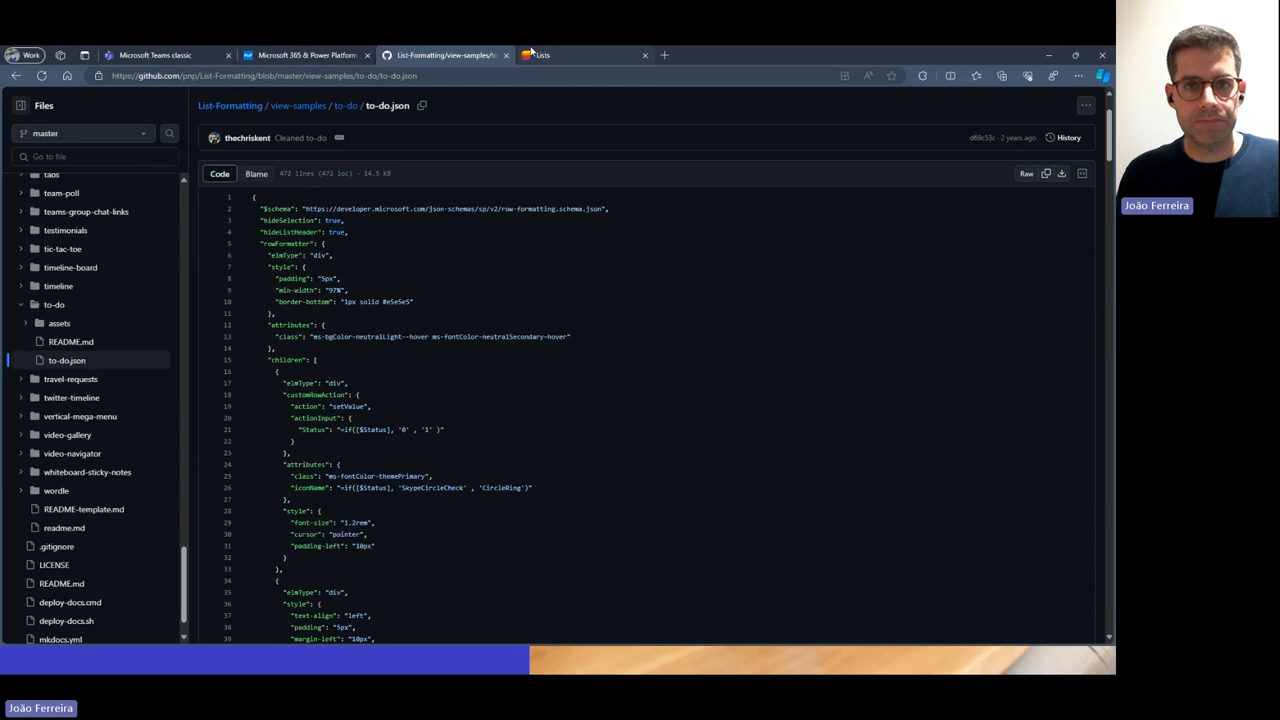 Work
Microsoft Teams classic
Microsoft 365 & Power Platform
List-Formatting/view-samples/to
Lists
https://github.com/pnp/List-Formatting/blob/master/view-samples/to-do/to-do.json
Files
List-Formatting / view-samples / to-do / to-do.json
master
thechriskent Cleaned to-do
d69c53c · 2 years ago
History
Go to file
Code
Blame
472 lines (472 loc) · 14.5 KB
Raw
tabs
team-poll
teams-group-chat-links
testimonials
tic-tac-toe
timeline-board
timeline
to-do
assets
README.md
to-do.json
travel-requests
twitter-timeline
vertical-mega-menu
video-gallery
video-navigator
whiteboard-sticky-notes
wordle
README-template.md
readme.md
.gitignore
LICENSE
README.md
deploy-docs.cmd
deploy-docs.sh
mkdocs.yml
1 {
2 "$schema": "https://developer.microsoft.com/json-schemas/sp/v2/row-formatting.schema.json",
3 "hideSelection": true,
4 "hideListHeader": true,
5 "rowFormatter": {
6 "elmType": "div",
7 "style": {
8 "padding": "5px",
9 "min-width": "97%",
10 "border-bottom": "1px solid #e5e5e5"
11 },
12 "attributes": {
13 "class": "ms-bgColor-neutralLight--hover ms-fontColor-neutralSecondary-hover"
14 },
15 "children": [
16 {
17 "elmType": "div",
18 "customRowAction": {
19 "action": "setValue",
20 "actionInput": {
21 "Status": "=if([$Status], '0' , '1' )"
22 }
23 },
24 "attributes": {
25 "class": "ms-fontColor-themePrimary",
26 "iconName": "=if([$Status], 'SkypeCircleCheck' , 'CircleRing')"
27 },
28 "style": {
29 "font-size": "1.2rem",
30 "cursor": "pointer",
31 "padding-left": "10px"
32 }
33 },
34 {
35 "elmType": "div",
36 "style": {
37 "text-align": "left",
38 "padding": "5px",
39 "margin-left": "10px",
João Ferreira
João Ferreira